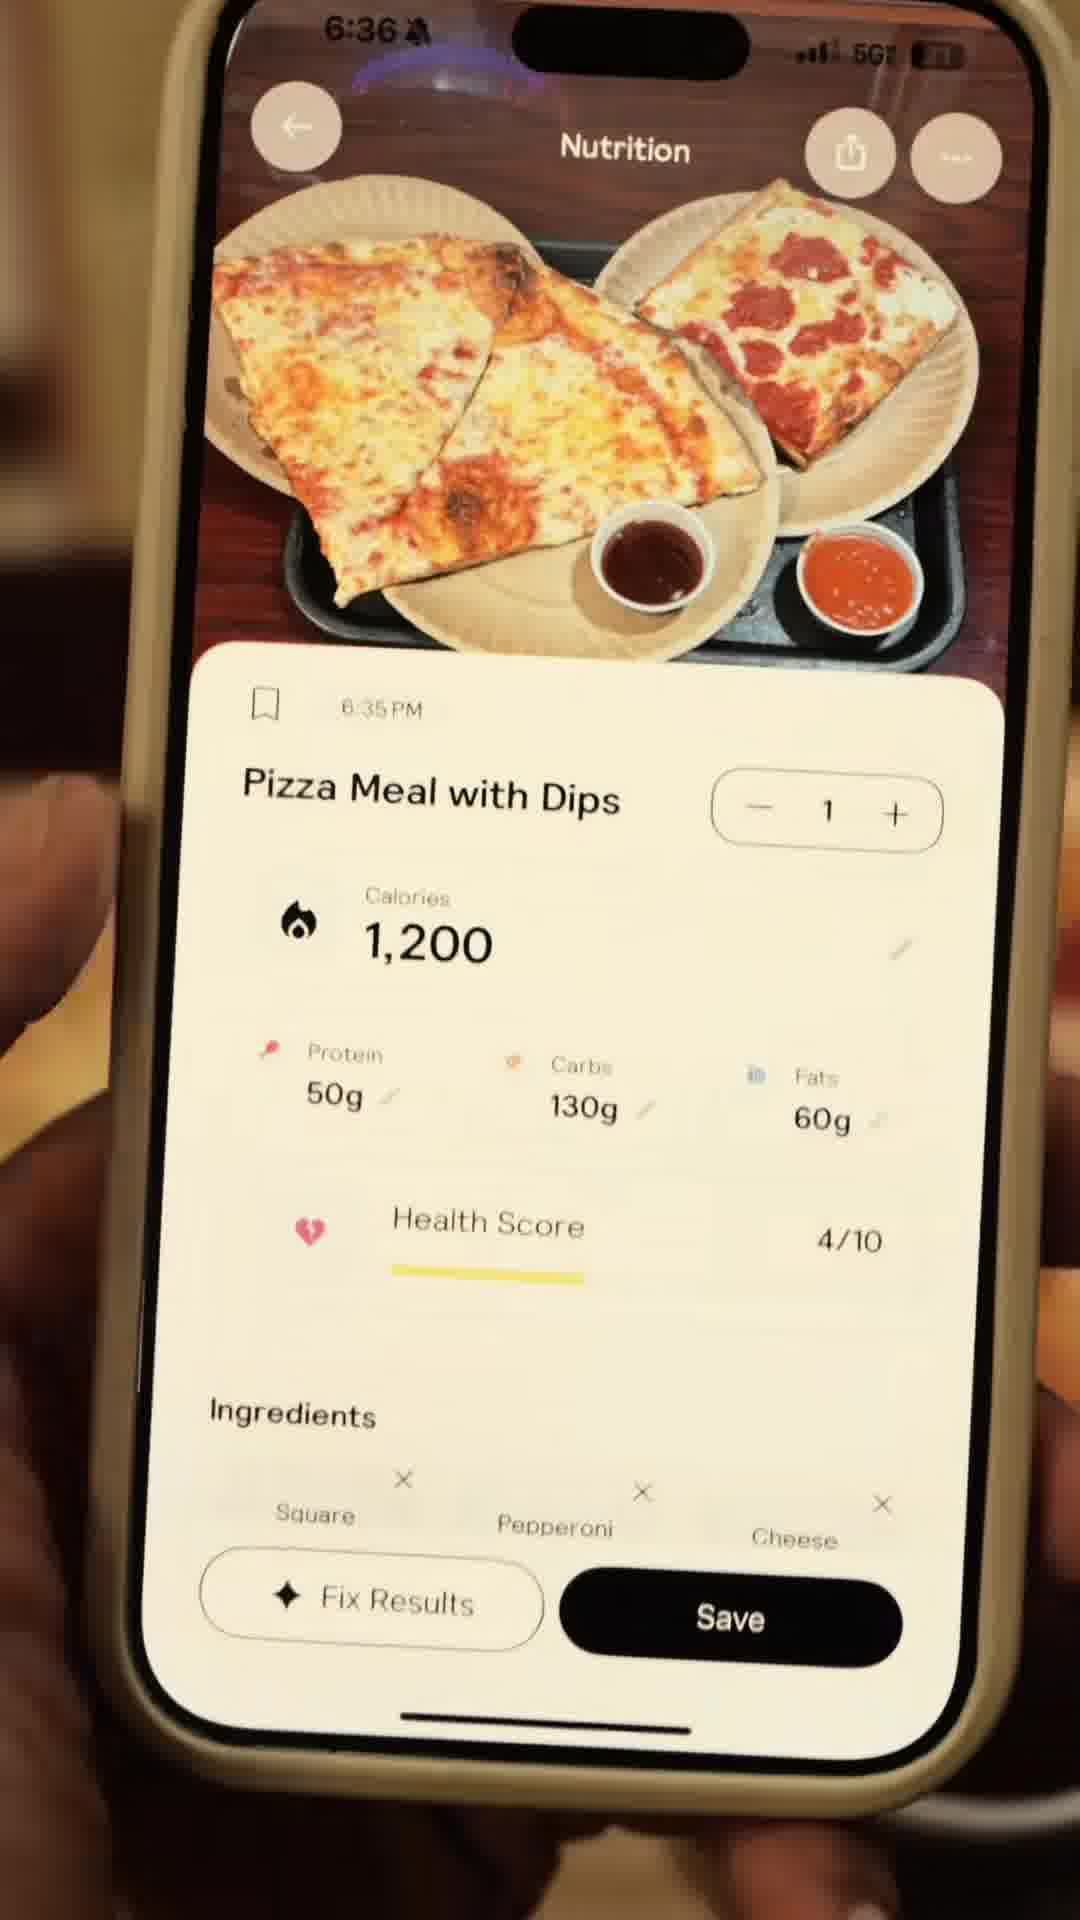 6:36
5G
Nutrition
6:35 PM
Pizza Meal with Dips
1
Calories
1,200
Protein
Carbs
Fats
50g
130g
60g
Health Score
4/10
Ingredients
Square
Pepperoni
Cheese
Fix Results
Save